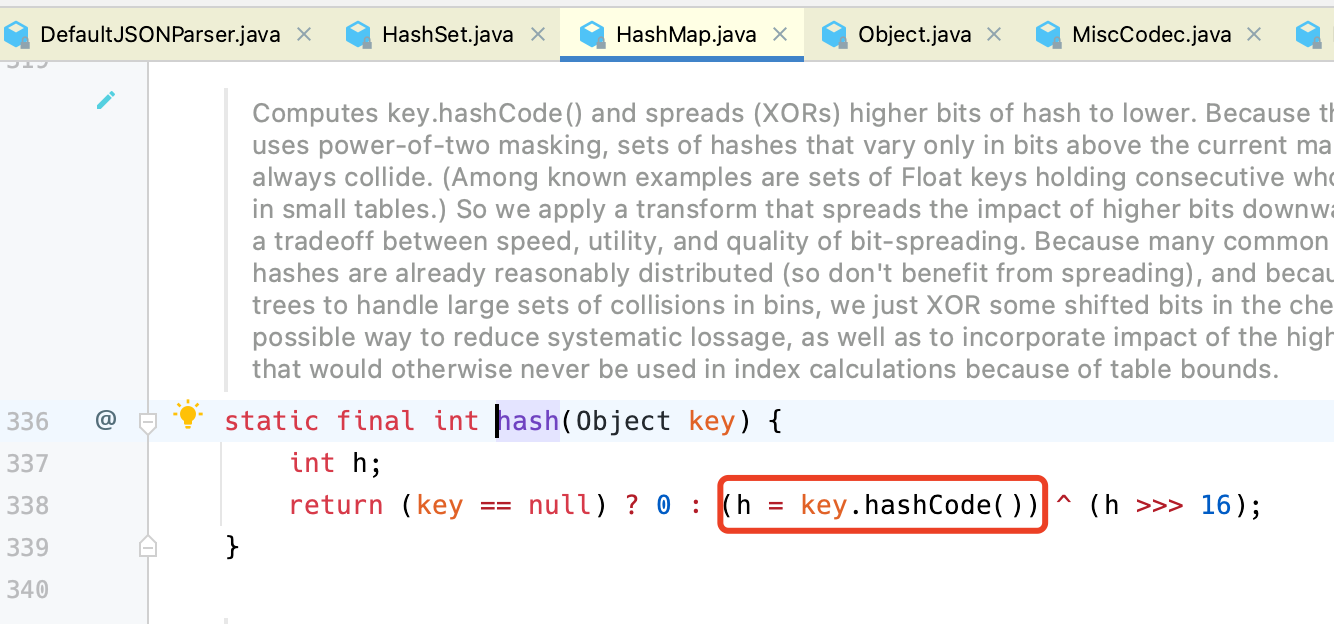 DefaultJSONParser.java
HashSet.java
HashMap.java
Object.java
MiscCodec.java
319
Computes key.hashCode() and spreads (XORs) higher bits of hash to lower. Because
uses power-of-two masking, sets of hashes that vary only in bits above the current
always collide. (Among known examples are sets of Float keys holding consecutive
in small tables.) So we apply a transform that spreads the impact of higher bits
a tradeoff between speed, utility, and quality of bit-spreading. Because many common
hashes are already reasonably distributed (so don't benefit from spreading), and
trees to handle large sets of collisions in bins, we just XOR some shifted bits in the
possible way to reduce systematic lossage, as well as to incorporate impact of the
that would otherwise never be used in index calculations because of table bounds.
336 @ static final int hash(Object key) {
337 int h;
338 return (key == null) ? 0 : (h = key.hashCode()) ^ (h >>> 16);
339 }
340